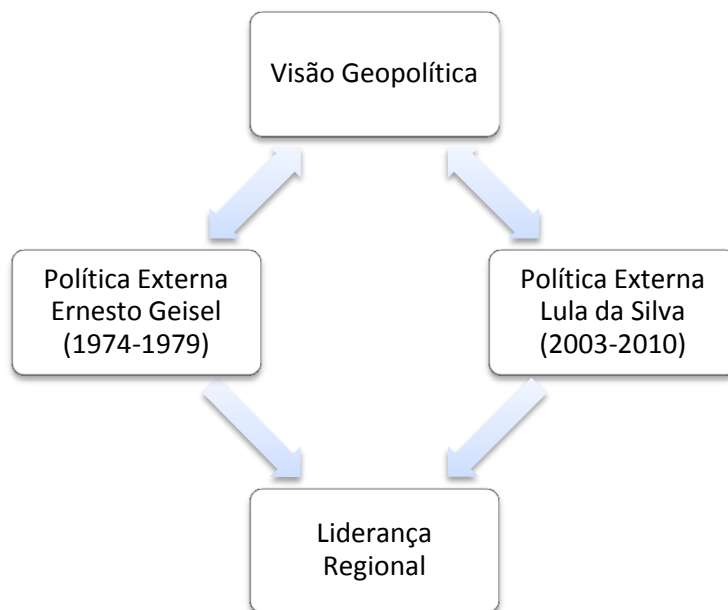 Visão Geopolítica
Política Externa
Ernesto Geisel
(1974-1979)
Política Externa
Lula da Silva
(2003-2010)
Liderança
Regional